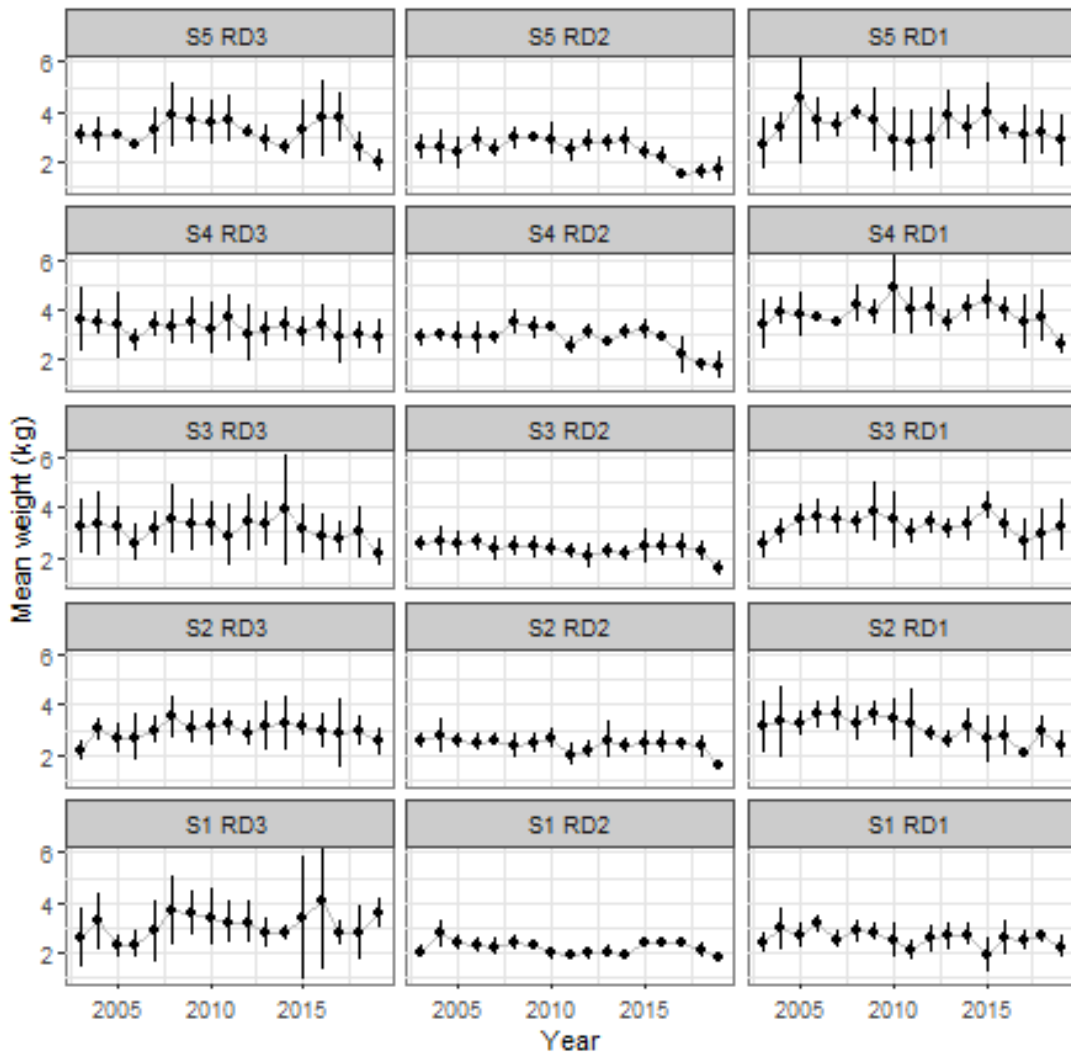 S5 RD3 S5 RD2 S5 RD1
6
4
2
S4 RD3 S4 RD2 S4 RD1
6
4
2
S3 RD3 S3 RD2 S3 RD1
6
4
2
S2 RD3 S2 RD2 S2 RD1
6
4
2
S1 RD3 S1 RD2 S1 RD1
6
4
2
2005 2010 2015 2005 2010 2015 2005 2010 2015
Year
Mean weight (kg)